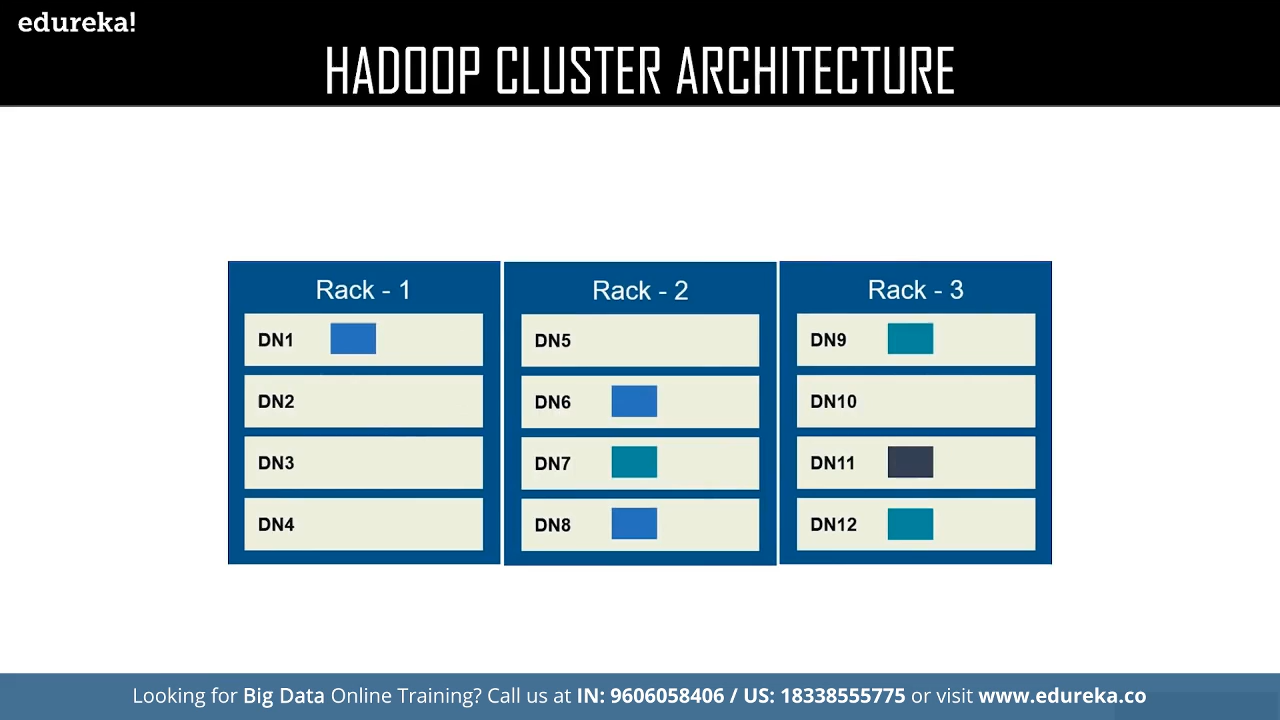 edureka!
HADOOP CLUSTER ARCHITECTURE
Rack - 1
DN1
DN2
DN3
DN4
Rack - 2
DN5
DN6
DN7
DN8
Rack - 3
DN9
DN10
DN11
DN12
Looking for Big Data Online Training? Call us at IN: 9606058406 / US: 18338555775 or visit www.edureka.co